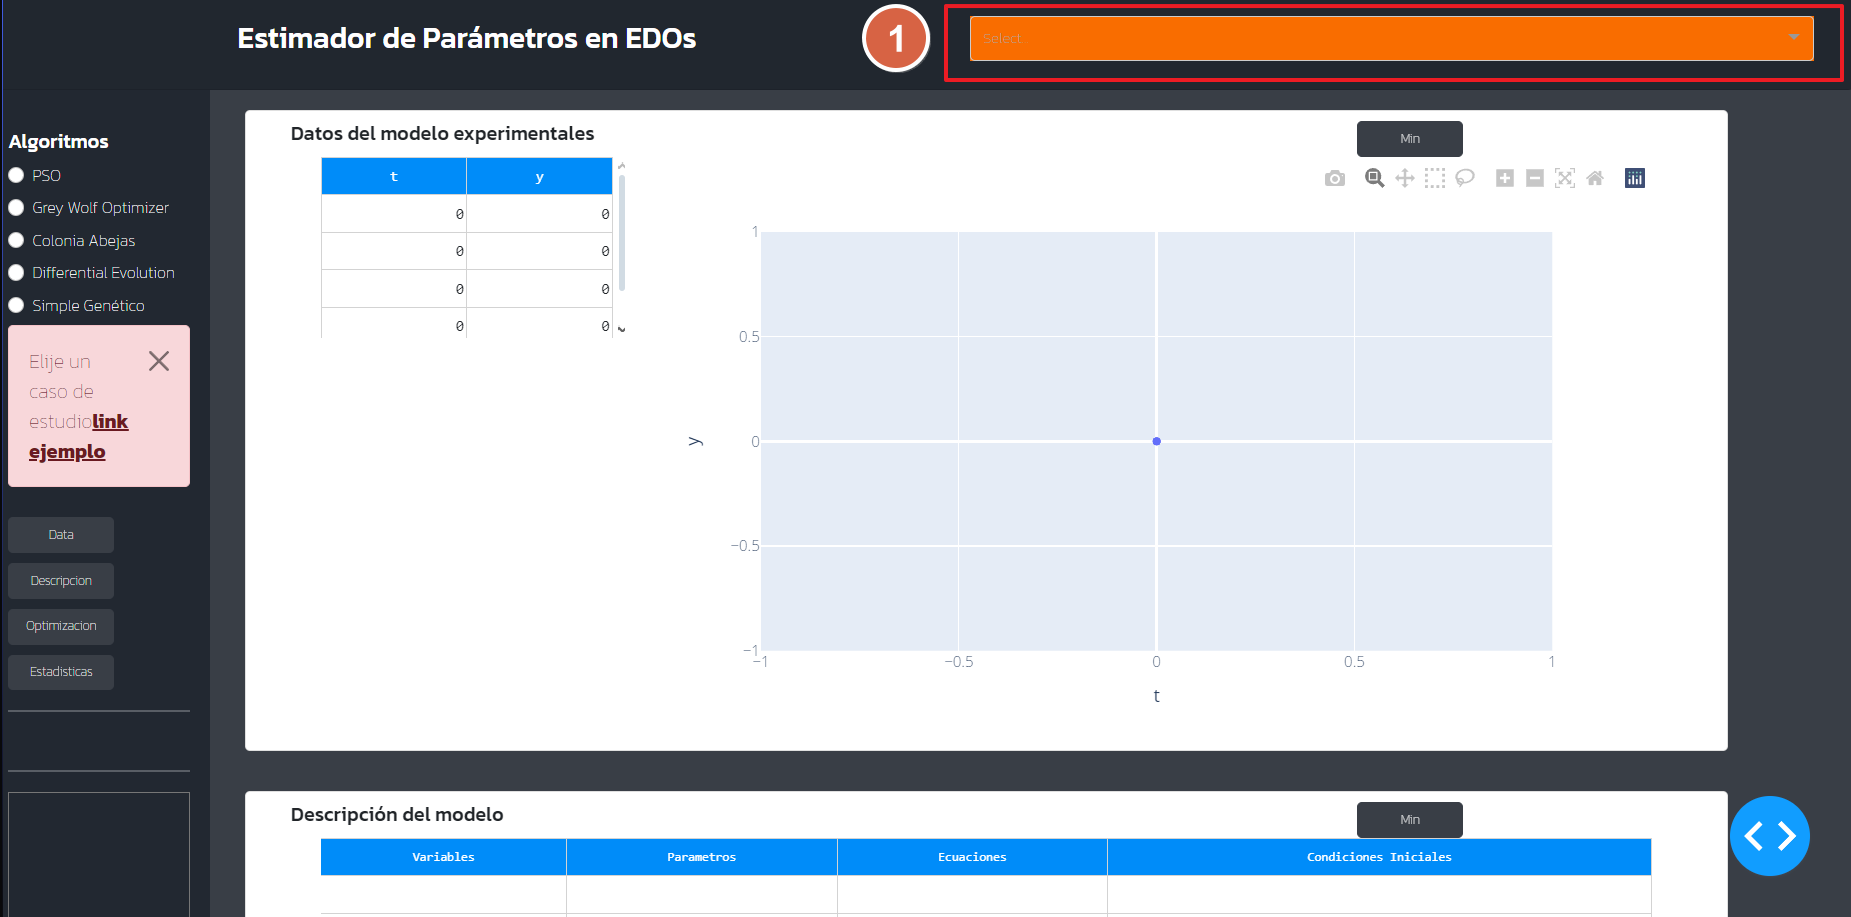 Estimador de Parámetros en EDOs
1
Select
Algoritmos
PSO
Grey Wolf Optimizer
Colonia Abejas
Differential Evolution
Simple Genético
Elije un
caso de
estudiolink
ejemplo
Data
Descripcion
Optimizacion
Estadisticas
Datos del modelo experimentales
Min
t y
0 0
0 0
0 0
0 0
1
0.5
0
−0.5
−1
y
−1 −0.5 0 0.5 1
t
Descripción del modelo
Min
Variables Parametros Ecuaciones Condiciones Iniciales